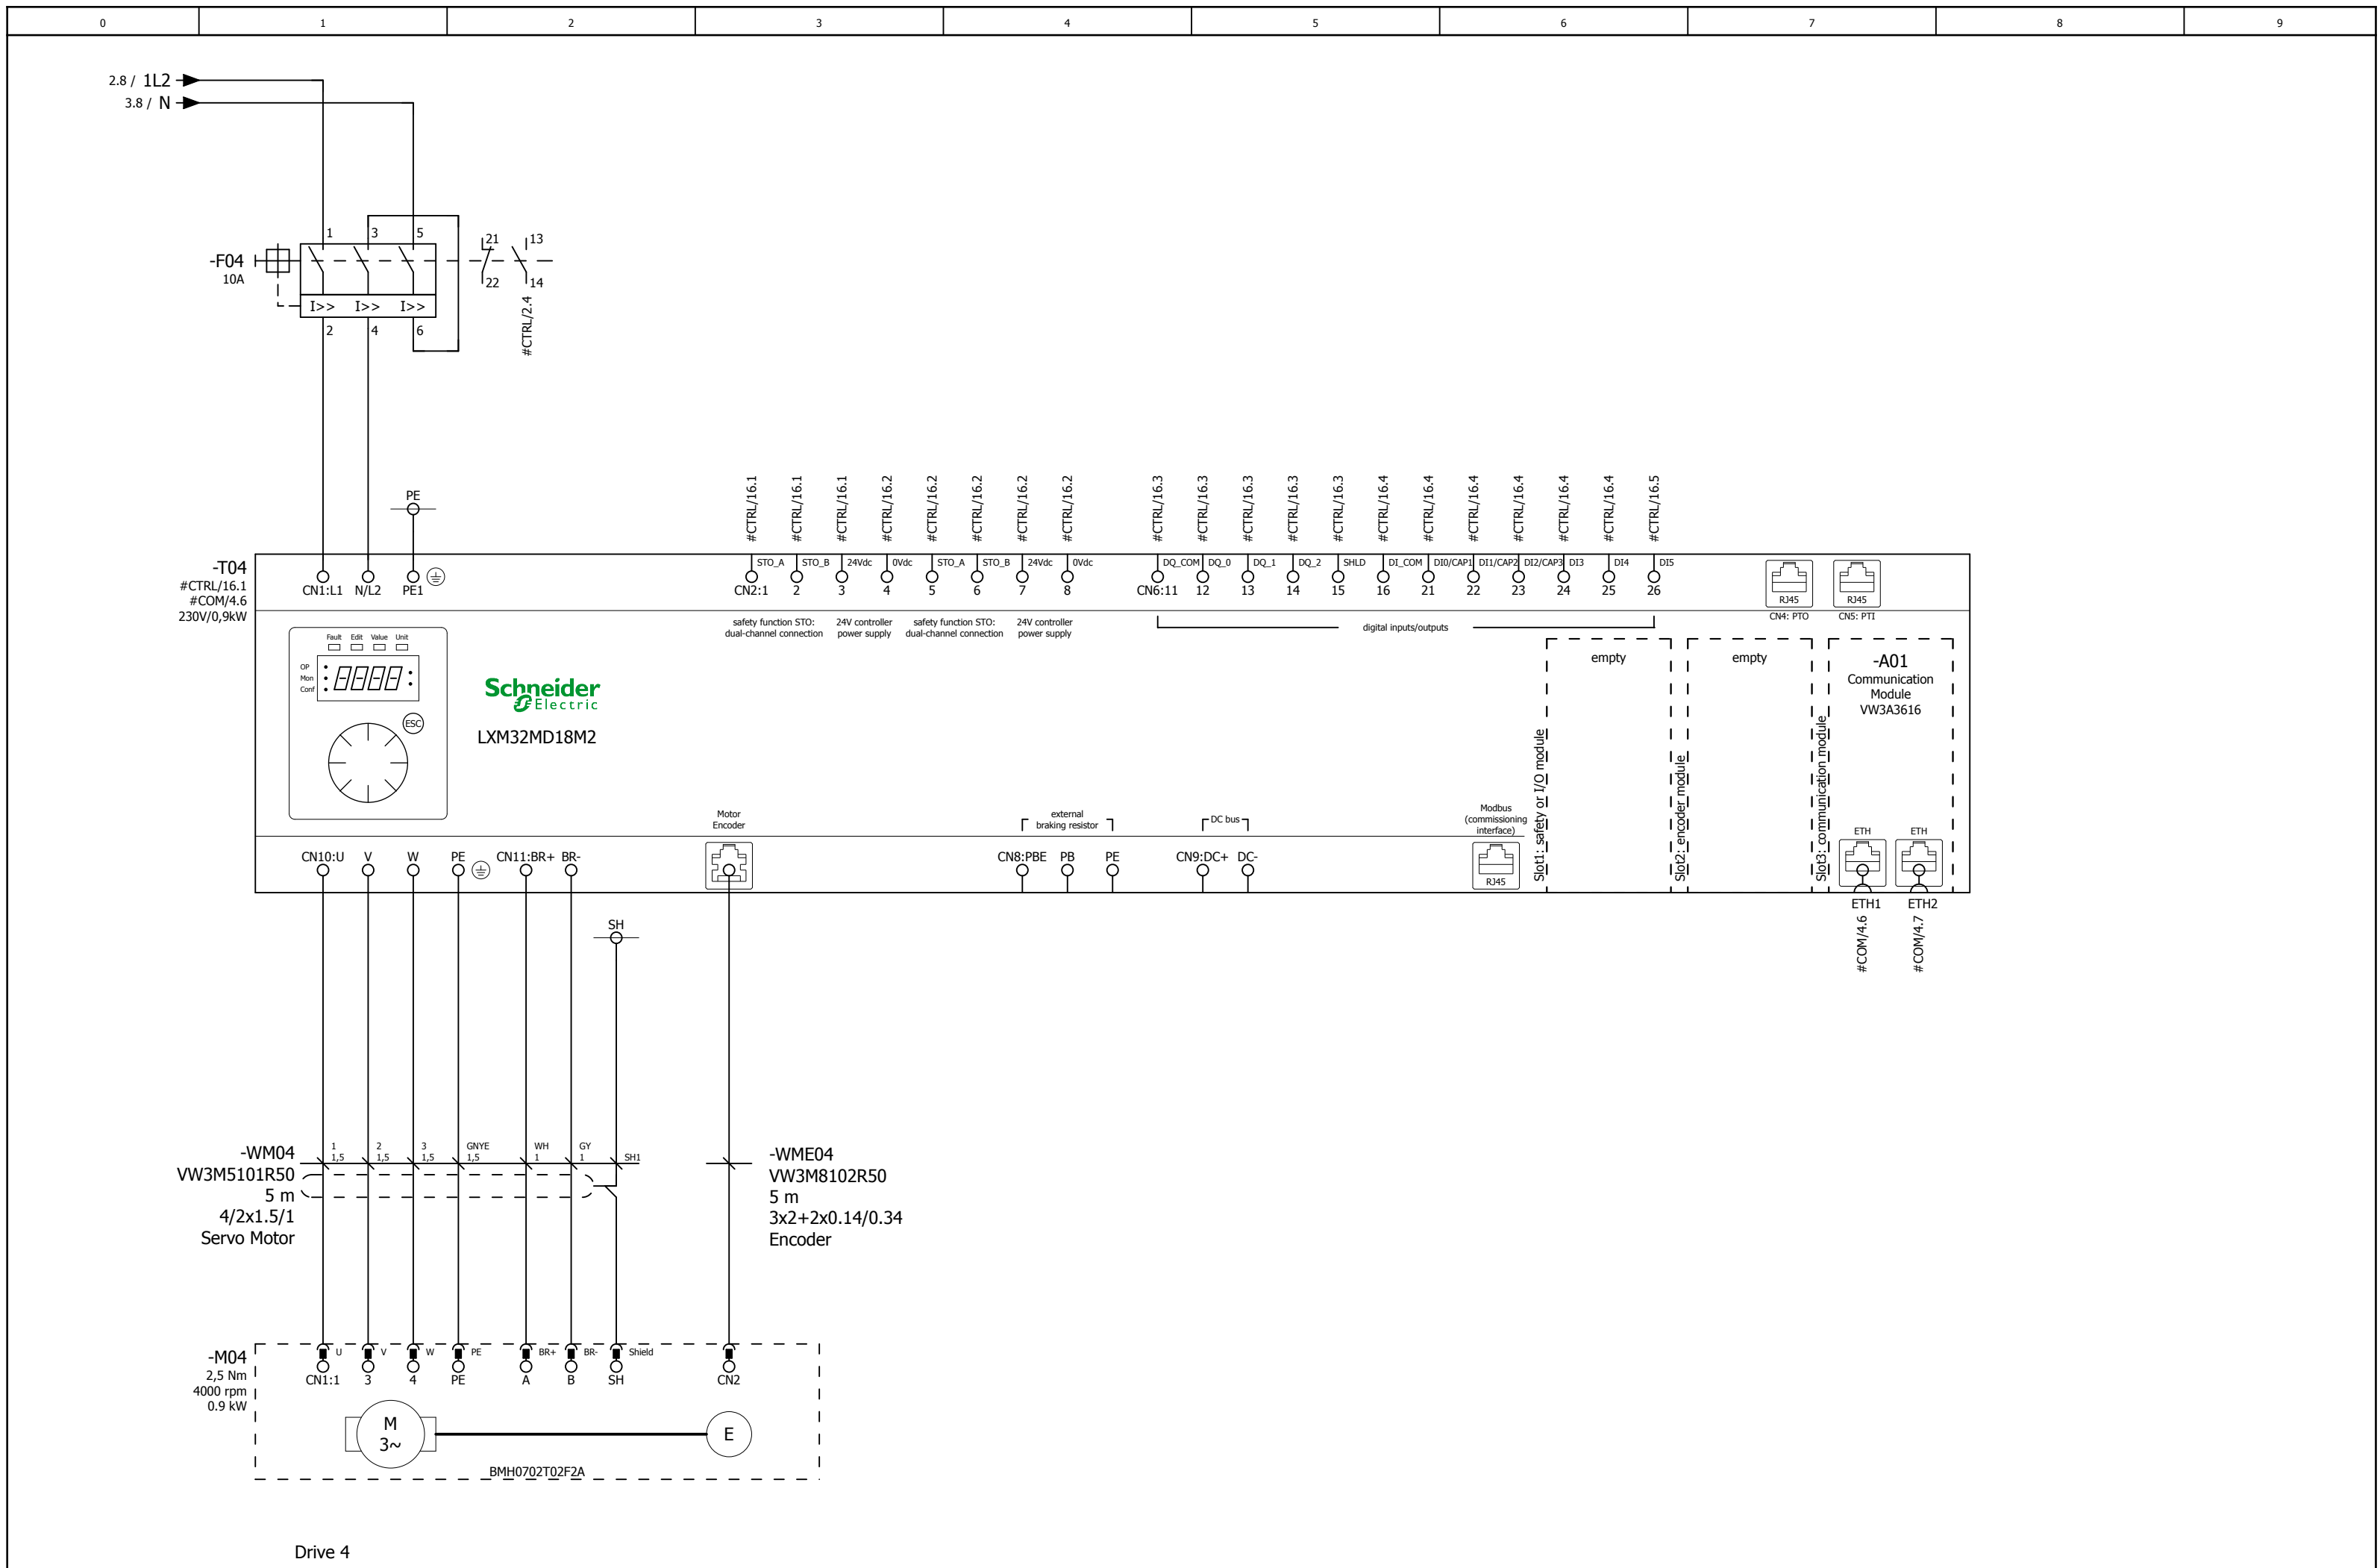 0 1 2 3 4 5 6 7 8 9
2.8 / 1L2
3.8 / N
1 3 5 21 13
-F04
10A
22 14
I>> I>> I>>
2 4 6
#CTRL/2.4
PE
#CTRL/16.1 #CTRL/16.1 #CTRL/16.1 #CTRL/16.2 #CTRL/16.2 #CTRL/16.2 #CTRL/16.2 #CTRL/16.2 #CTRL/16.3 #CTRL/16.3 #CTRL/16.3 #CTRL/16.3 #CTRL/16.3 #CTRL/16.4 #CTRL/16.4 #CTRL/16.4 #CTRL/16.4 #CTRL/16.4 #CTRL/16.4 #CTRL/16.5
-T04
#CTRL/16.1
#COM/4.6
230V/0,9kW
STO_A STO_B 24Vdc 0Vdc STO_A STO_B 24Vdc 0Vdc DQ_COM DQ_0 DQ_1 DQ_2 SHLD DI_COM DI0/CAP1 DI1/CAP2 DI2/CAP3 DI3 DI4 DI5
CN1:L1 N/L2 PE1 CN2:1 2 3 4 5 6 7 8 CN6:11 12 13 14 15 16 21 22 23 24 25 26
RJ45 RJ45
CN4: PTO CN5: PTI
safety function STO:
dual-channel connection
24V controller
power supply
safety function STO:
dual-channel connection
24V controller
power supply
digital inputs/outputs
Fault Edit Value Unit
OP
Mon
Conf
8888
ESC
Schneider
Electric
LXM32MD18M2
Slot1: safety or I/O module
empty
Slot2: encoder module
empty
Slot3: communication module
-A01
Communication
Module
VW3A3616
Motor
Encoder
external
braking resistor
DC bus
Modbus
(commissioning
interface)
RJ45
ETH ETH
CN10:U V W PE CN11:BR+ BR- CN8:PBE PB PE CN9:DC+ DC-
ETH1 ETH2
#COM/4.6 #COM/4.7
SH
-WM04
VW3M5101R50
5 m
4/2x1.5/1
Servo Motor
1 2 3 GNYE WH GY
1,5 1,5 1,5 1,5 1 1 SH1
-WME04
VW3M8102R50
5 m
3x2+2x0.14/0.34
Encoder
-M04
2,5 Nm
4000 rpm
0.9 kW
U V W PE BR+ BR- Shield
CN1:1 3 4 PE A B SH CN2
M
3~
E
BMH0702T02F2A
Drive 4